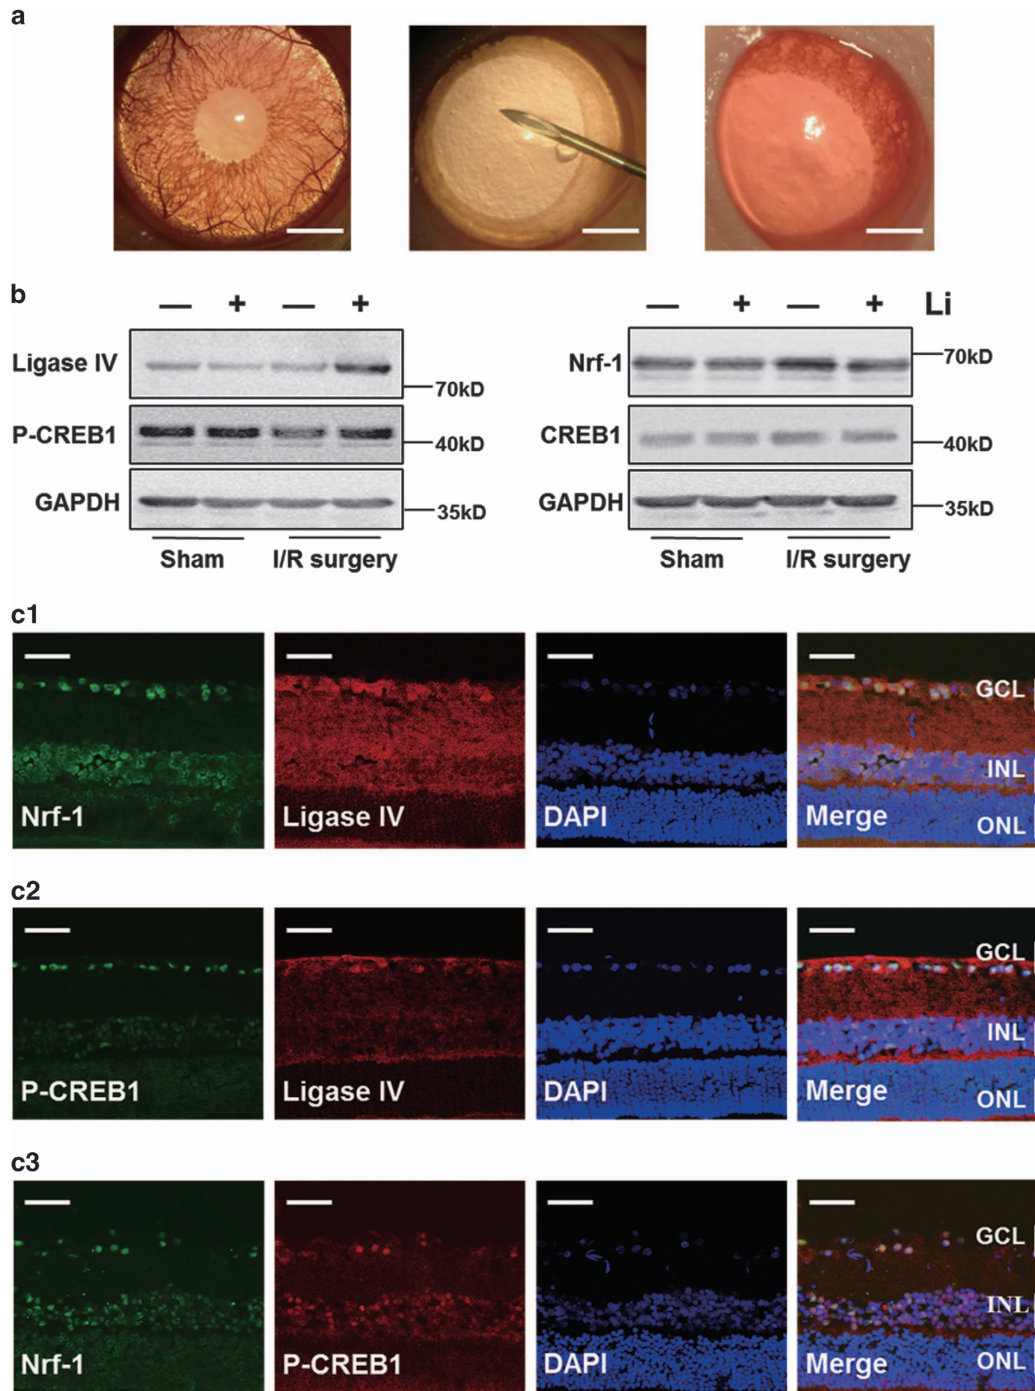 a
b
— + — +
Ligase IV
70kD
P-CREB1
40kD
GAPDH
35kD
Sham I/R surgery
— + — + Li
Nrf-1
70kD
CREB1
40kD
GAPDH
35kD
Sham I/R surgery
c1
GCL
INL
Nrf-1 Ligase IV DAPI Merge ONL
c2
GCL
INL
P-CREB1 Ligase IV DAPI Merge ONL
c3
GCL
INL
Nrf-1 P-CREB1 DAPI Merge ONL